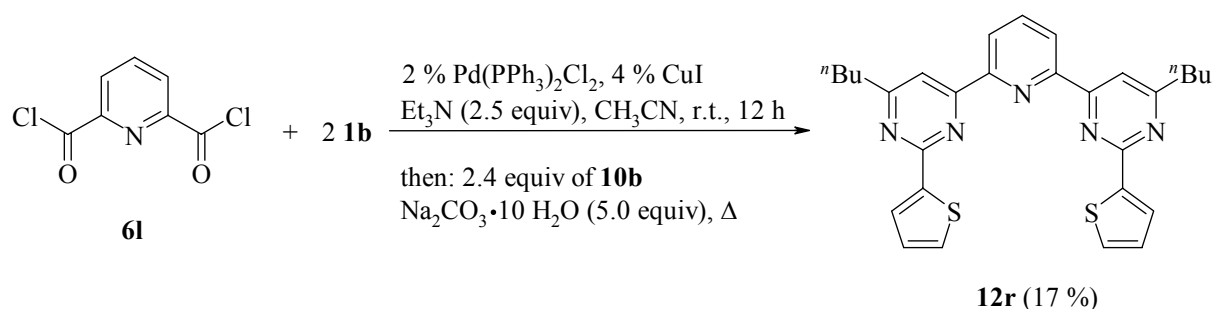 Cl
O
N
O
Cl
6l
+ 2 1b
2 % Pd(PPh3)2Cl2, 4 % CuI
Et3N (2.5 equiv), CH3CN, r.t., 12 h
then: 2.4 equiv of 10b
Na2CO3•10 H2O (5.0 equiv), Δ
nBu
N
N
N
N
N
nBu
S
S
12r (17 %)